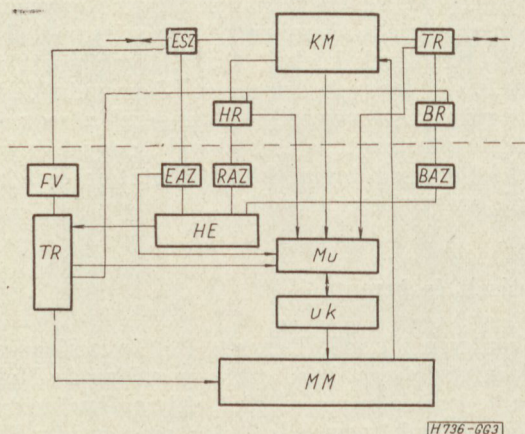 ESZ KM TR
HR BR
FV EAZ RAZ BAZ
TR HE
Mu
uk
MM
H736-GG3